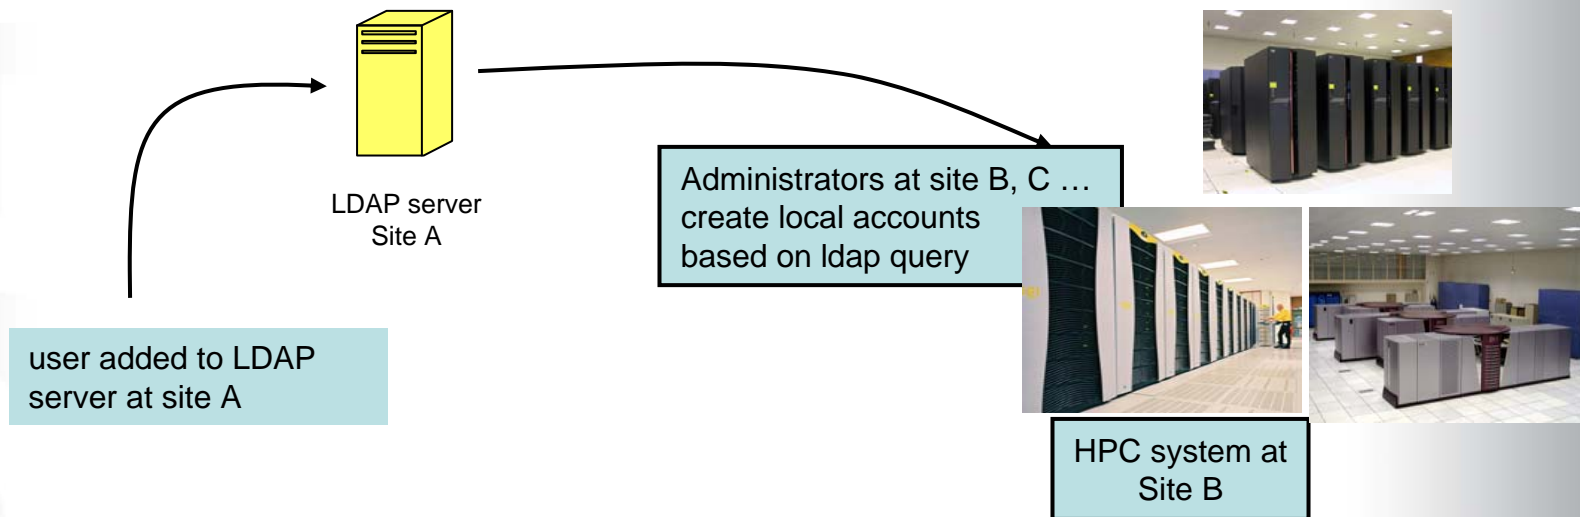 LDAP server
Site A
Administrators at site B, C …
create local accounts
based on ldap query
user added to LDAP
server at site A
HPC system at
Site B